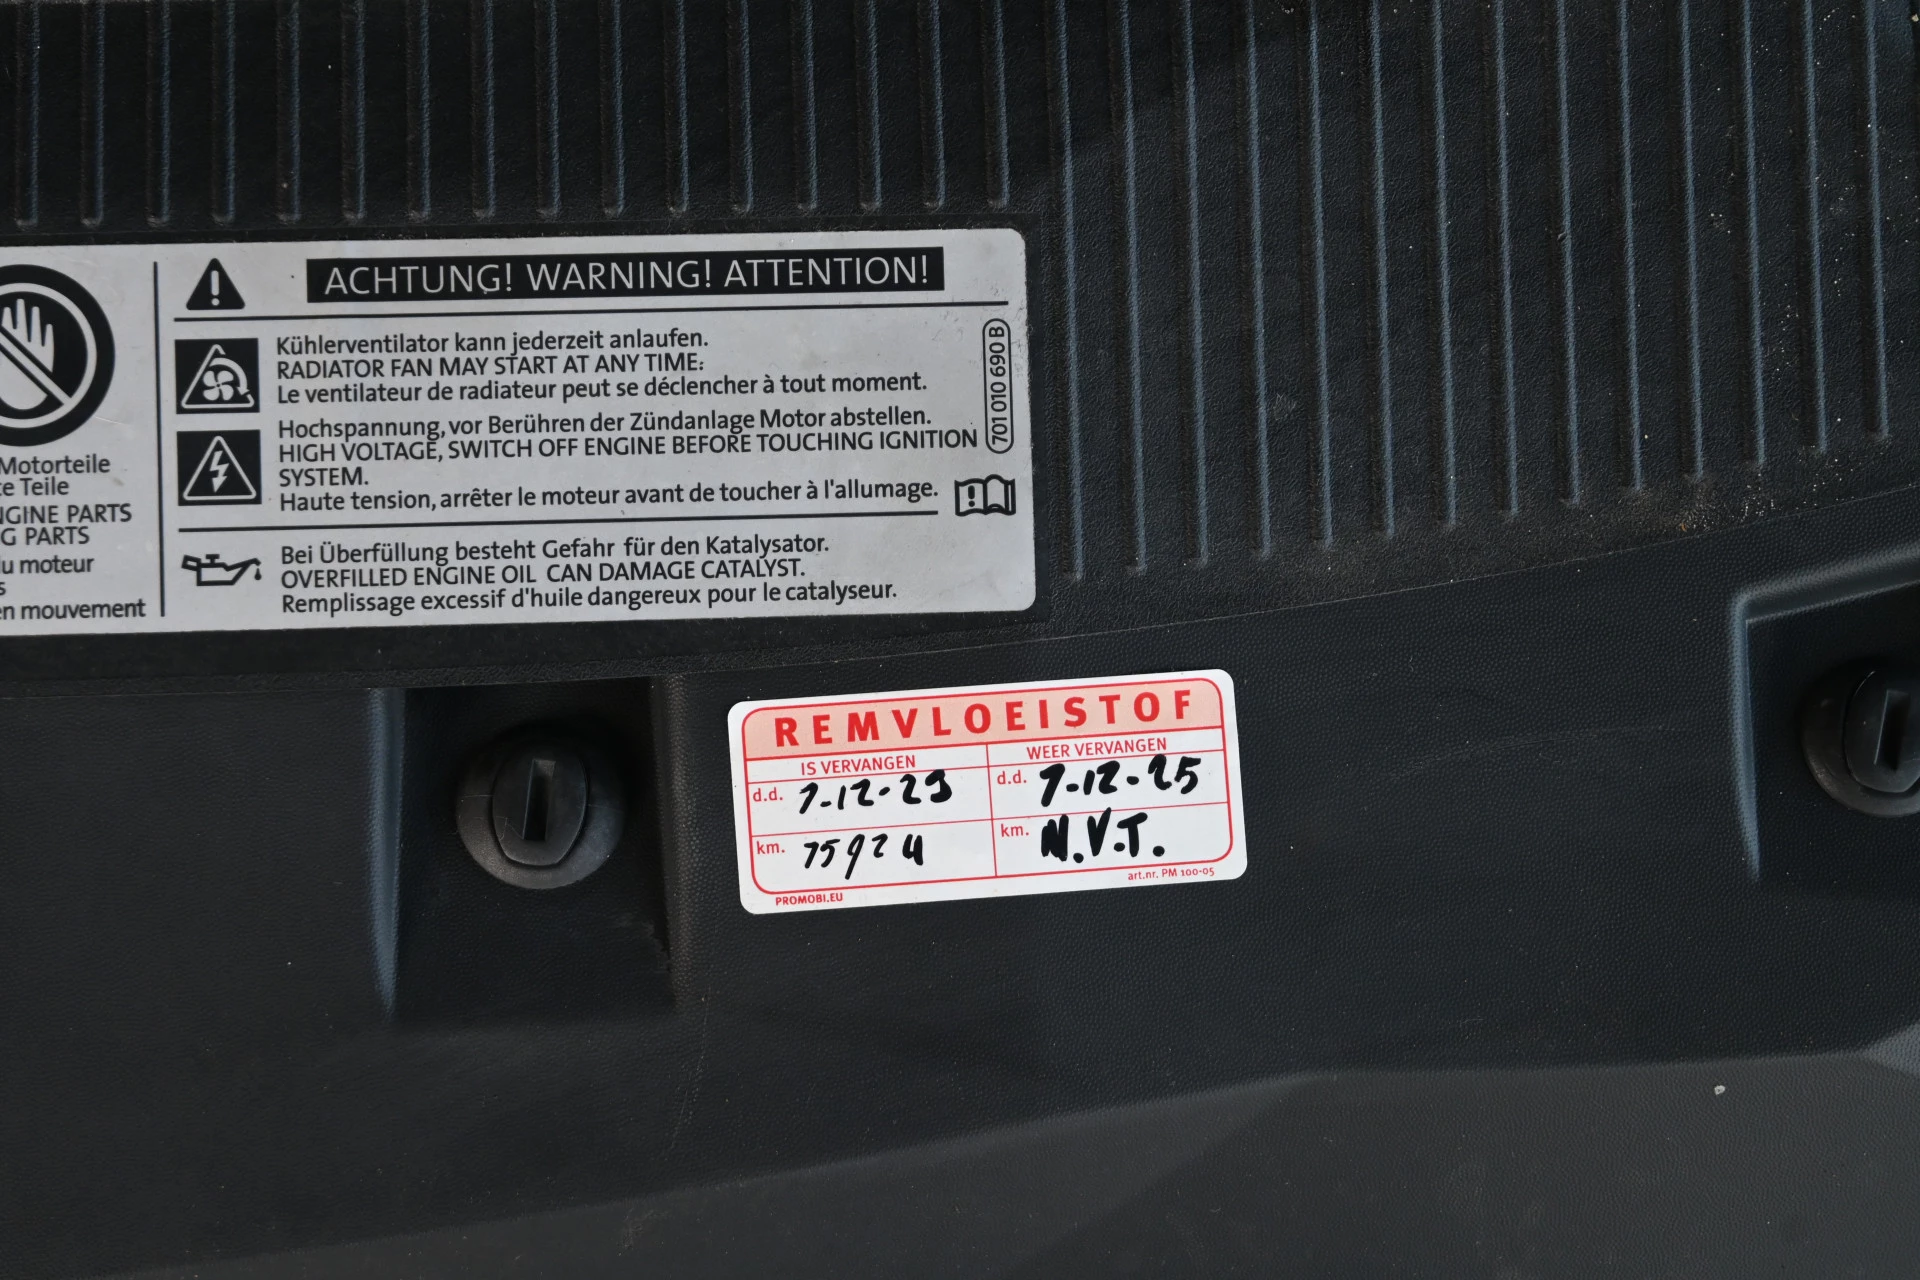 ACHTUNG! WARNING! ATTENTION!
Kühlerventilator kann jederzeit anlaufen.
RADIATOR FAN MAY START AT ANY TIME:
Le ventilateur de radiateur peut se déclencher à tout moment.
Hochspannung, vor Berühren der Zündanlage Motor abstellen.
HIGH VOLTAGE, SWITCH OFF ENGINE BEFORE TOUCHING IGNITION
SYSTEM.
Haute tension, arrêter le moteur avant de toucher à l'allumage.
701 010 690 B
Bei Überfüllung besteht Gefahr für den Katalysator.
OVERFILLED ENGINE OIL CAN DAMAGE CATALYST.
Remplissage excessif d'huile dangereux pour le catalyseur.
Motorteile
e Teile
NGINE PARTS
G PARTS
u moteur
s
en mouvement
REMVLOEISTOF
IS VERVANGEN
WEER VERVANGEN
d.d. 7-12-23
d.d. 7-12-25
km. 75924
km. N.V.T.
PROMOBI.EU
art.nr. PM 100-05